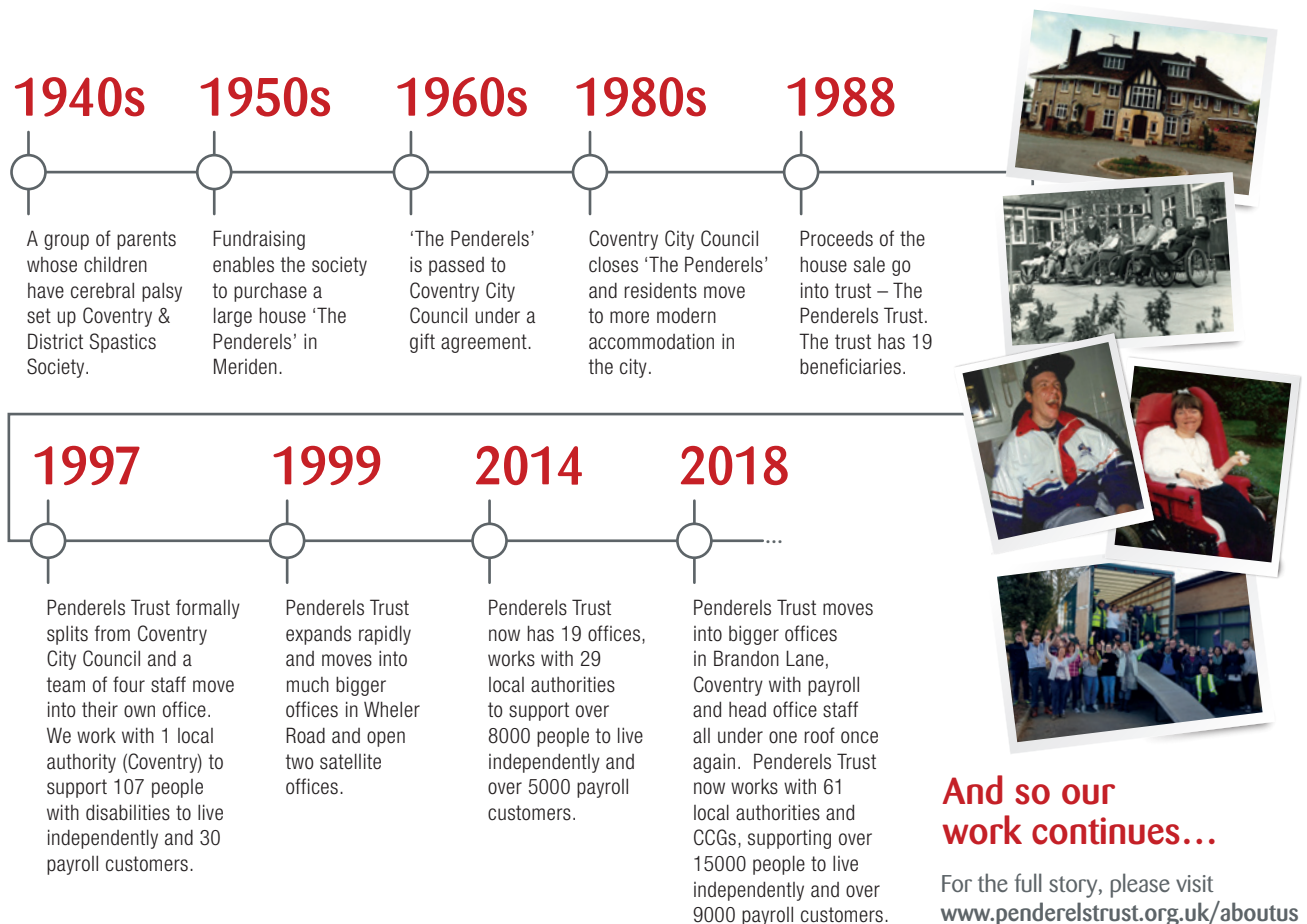 1940s
A group of parents
whose children
have cerebral palsy
set up Coventry &
District Spastics
Society.
1950s
Fundraising
enables the society
to purchase a
large house ‘The
Penderels’ in
Meriden.
1960s
‘The Penderels’
is passed to
Coventry City
Council under a
gift agreement.
1980s
Coventry City Council
closes ‘The Penderels’
and residents move
to more modern
accommodation in
the city.
1988
Proceeds of the
house sale go
into trust – The
Penderels Trust.
The trust has 19
beneficiaries.
1997
Penderels Trust formally
splits from Coventry
City Council and a
team of four staff move
into their own office.
We work with 1 local
authority (Coventry) to
support 107 people
with disabilities to live
independently and 30
payroll customers.
1999
Penderels Trust
expands rapidly
and moves into
much bigger
offices in Wheler
Road and open
two satellite
offices.
2014
Penderels Trust
now has 19 offices,
works with 29
local authorities
to support over
8000 people to live
independently and
over 5000 payroll
customers.
2018
...
Penderels Trust moves
into bigger offices
in Brandon Lane,
Coventry with payroll
and head office staff
all under one roof once
again. Penderels Trust
now works with 61
local authorities and
CCGs, supporting over
15000 people to live
independently and over
9000 payroll customers.
And so our
work continues...
For the full story, please visit
www.penderelstrust.org.uk/aboutus